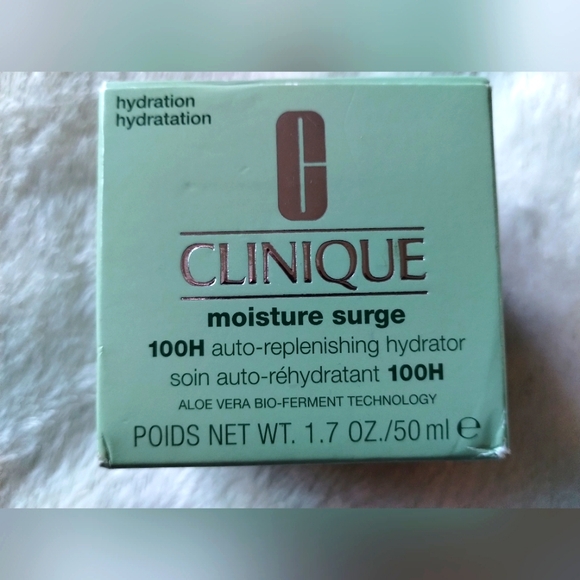 hydration
hydratation
C
CLINIQUE
moisture surge
100H auto-replenishing hydrator
soin auto-réhydratant 100H
ALOE VERA BIO-FERMENT TECHNOLOGY
POIDS NET WT. 1.7 OZ./50 ml ℮